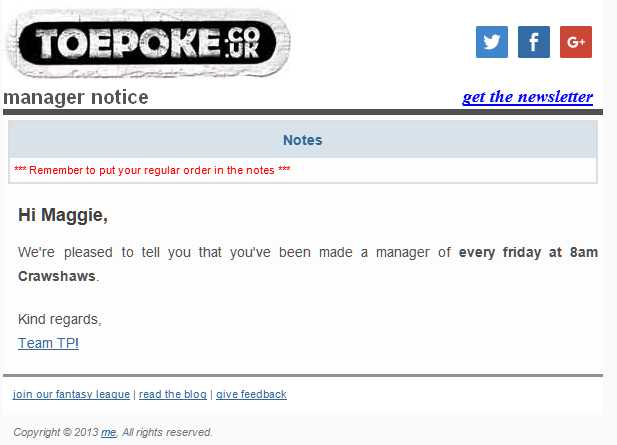 TOEPOKE.CO.UK
G+
manager notice
get the newsletter
Notes
*** Remember to put your regular order in the notes ***
Hi Maggie,
We're pleased to tell you that you've been made a manager of every friday at 8am
Crawshaws.
Kind regards,
Team TP!
join our fantasy league | read the blog | give feedback
Copyright © 2013 me. All rights reserved.